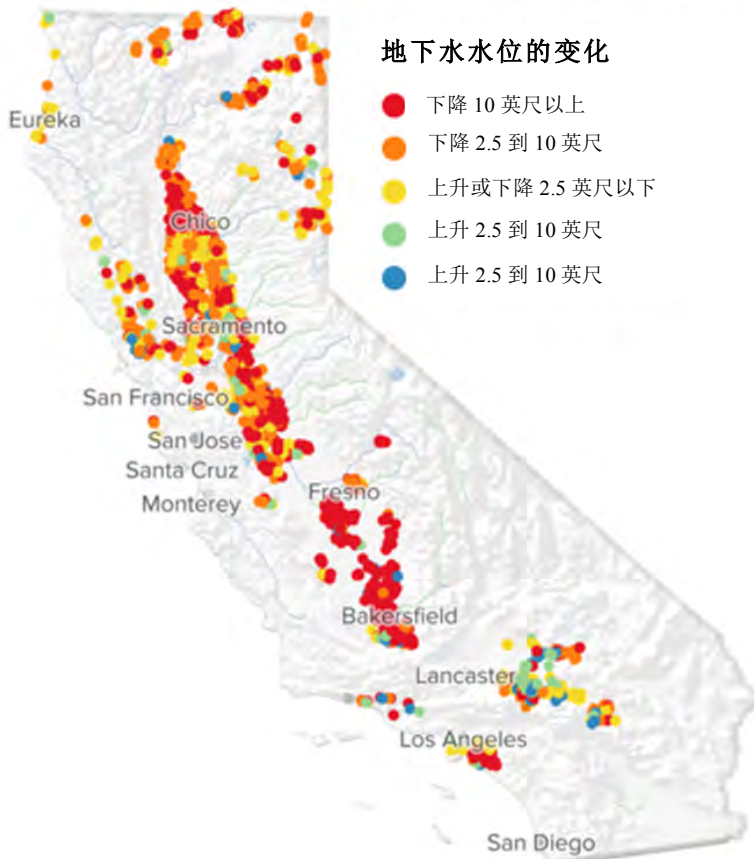 地下水水位的变化
下降 10 英尺以上
下降 2.5 到 10 英尺
上升或下降 2.5 英尺以下
上升 2.5 到 10 英尺
上升 2.5 到 10 英尺
Eureka
Chico
Sacramento
San Francisco
San Jose
Santa Cruz
Monterey
Fresno
Bakersfield
Lancaster
Los Angeles
San Diego